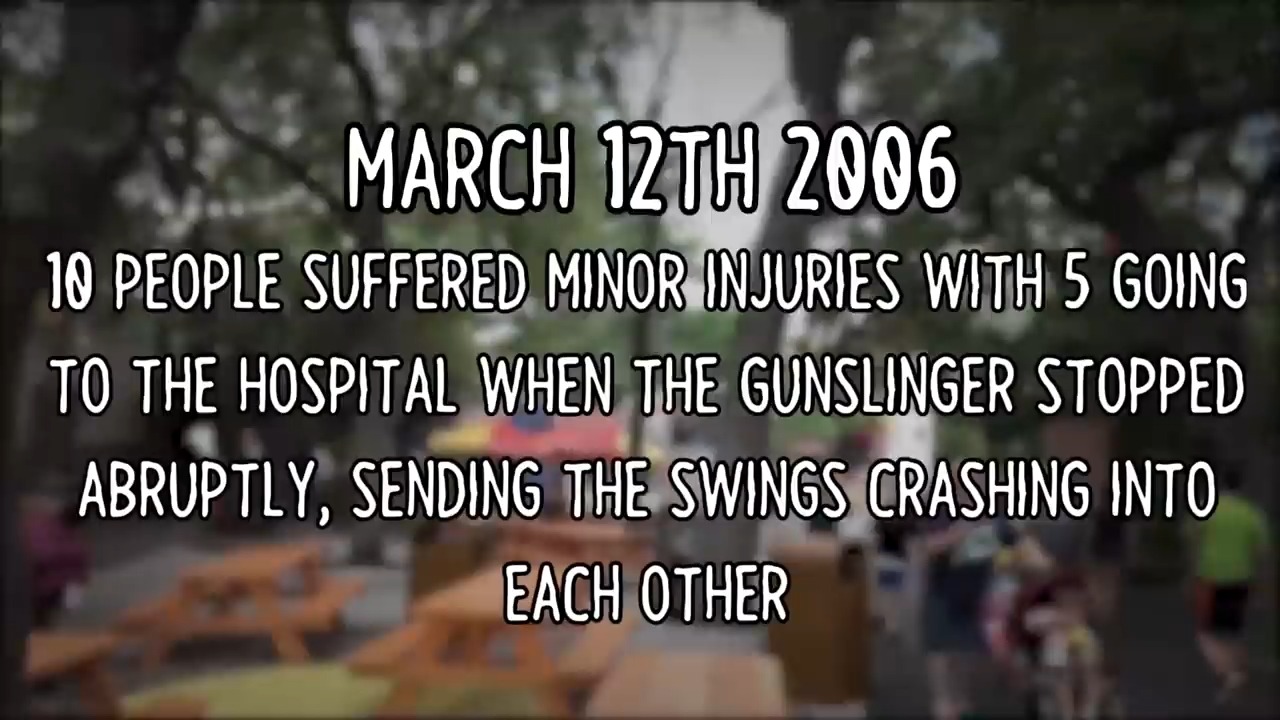 MARCH 12TH 2006
10 PEOPLE SUFFERED MINOR INJURIES WITH 5 GOING
TO THE HOSPITAL WHEN THE GUNSLINGER STOPPED
ABRUPTLY, SENDING THE SWINGS CRASHING INTO
EACH OTHER